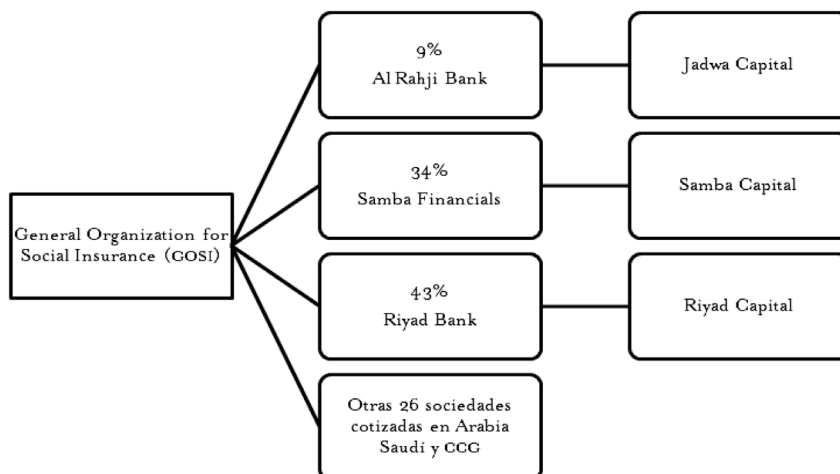 9%
Al Rahji Bank
Jadwa Capital
34%
Samba Financials
Samba Capital
General Organization for
Social Insurance (GOSI)
43%
Riyad Bank
Riyad Capital
Otras 26 sociedades
cotizadas en Arabia
Saudí y CCG